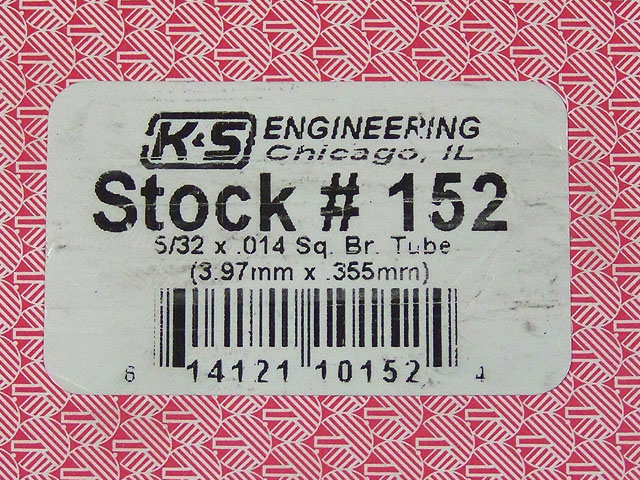 K&S ENGINEERING
Chicago, IL
Stock # 152
5/32 x .014 Sq. Br. Tube
(3.97mm x .355mm)
6 14121 10152 4